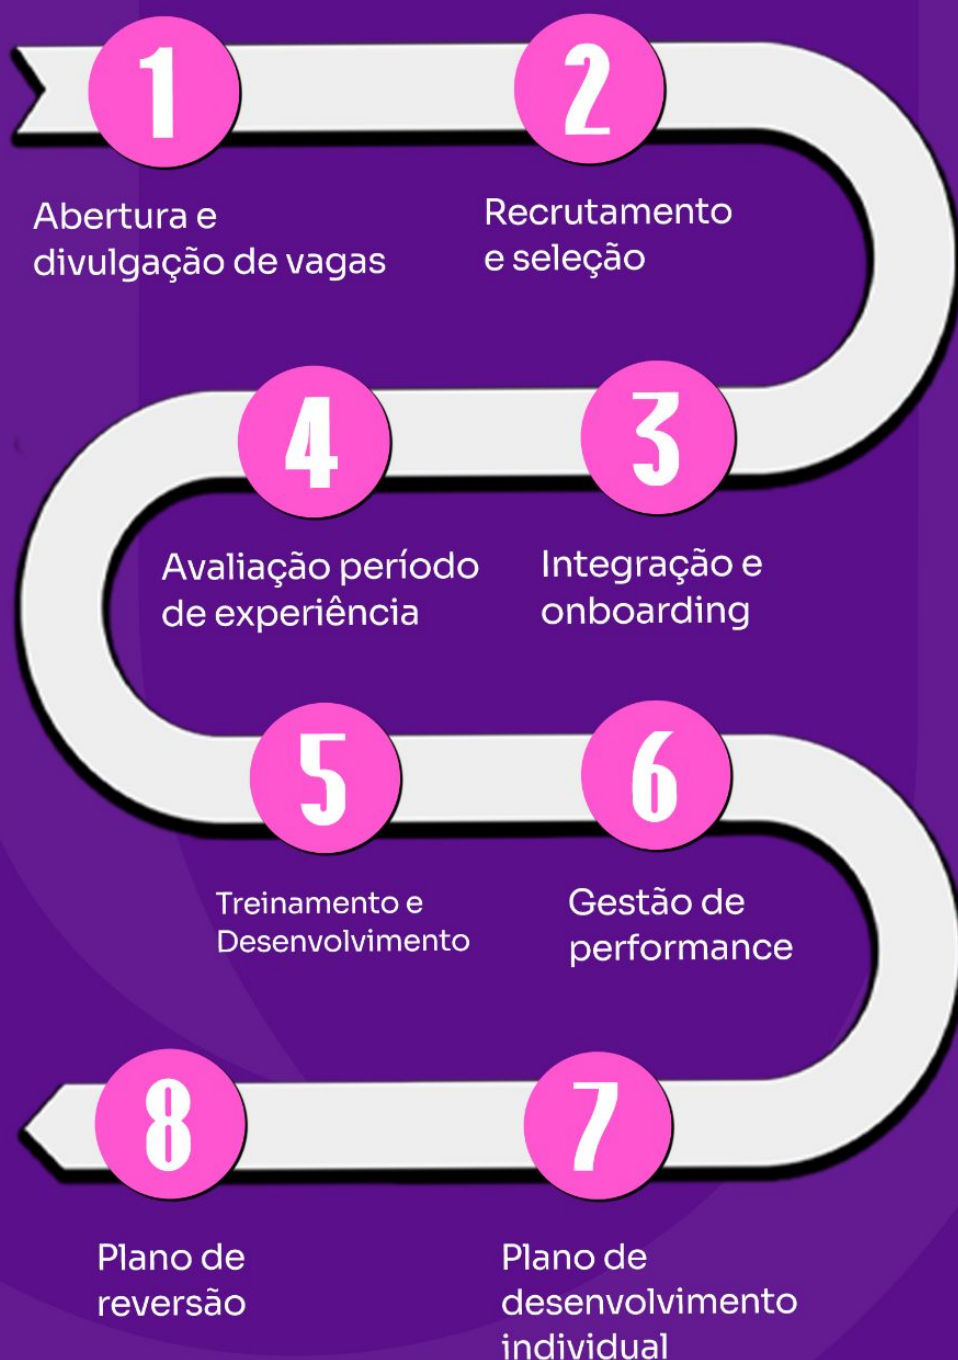 1
Abertura e
divulgação de vagas
2
Recrutamento
e seleção
3
Integração e
onboarding
4
Avaliação período
de experiência
5
Treinamento e
Desenvolvimento
6
Gestão de
performance
7
Plano de
desenvolvimento
individual
8
Plano de
reversão